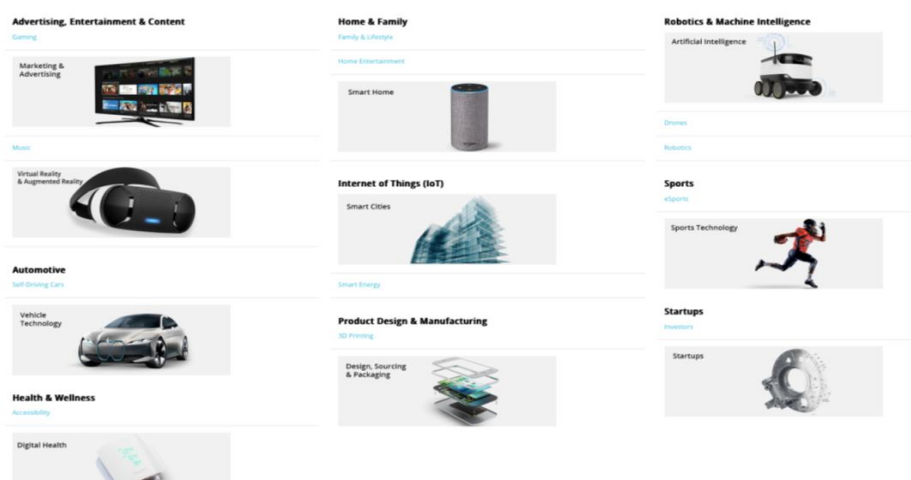 Advertising, Entertainment & Content
Gaming
Marketing &
Advertising
Music
Virtual Reality
& Augmented Reality
Automotive
Self-Driving Cars
Vehicle
Technology
Health & Wellness
Accessibility
Digital Health
Home & Family
Family & Lifestyle
Home Entertainment
Smart Home
Internet of Things (IoT)
Smart Cities
Smart Energy
Product Design & Manufacturing
3D Printing
Design, Sourcing
& Packaging
Robotics & Machine Intelligence
Artificial Intelligence
Drones
Robotics
Sports
eSports
Sports Technology
Startups
Investors
Startups